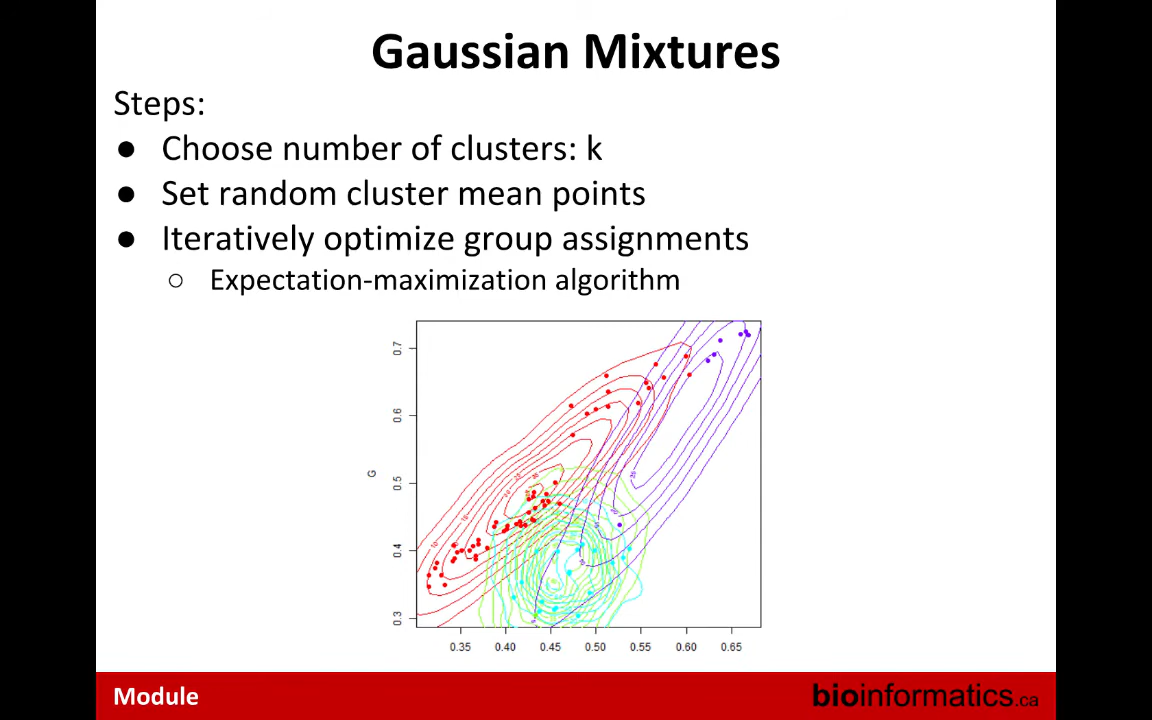 Gaussian Mixtures
Steps:
● Choose number of clusters: k
● Set random cluster mean points
● Iteratively optimize group assignments
○ Expectation-maximization algorithm
0.7
0.6
G
0.5
0.4
0.3
0.35 0.40 0.45 0.50 0.55 0.60 0.65
Module
bioinformatics.ca